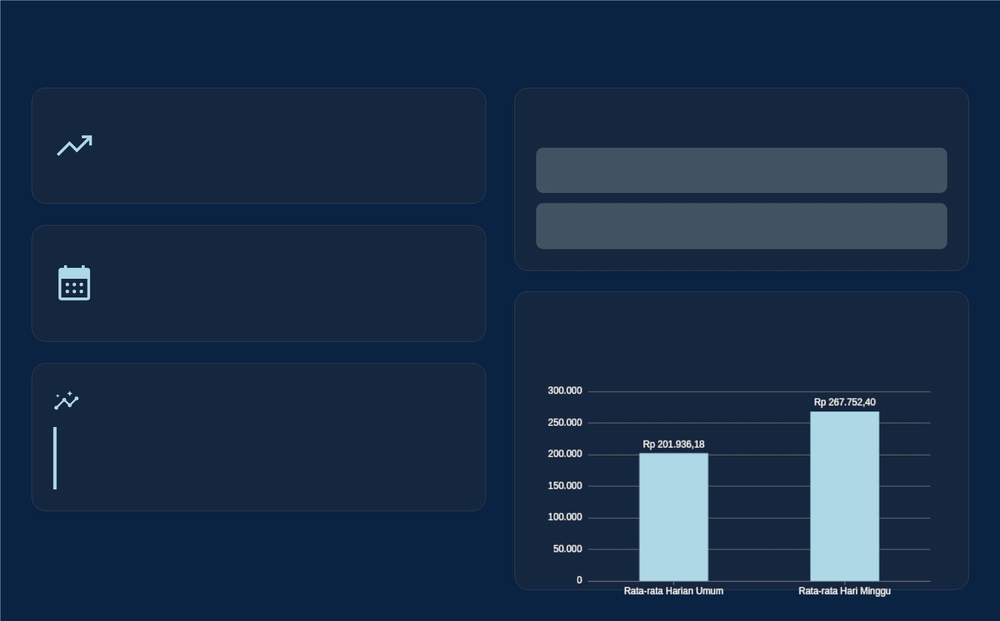 300.000
Rp 267.752,40
250.000
Rp 201.936,18
200.000
150.000
100.000
50.000
0
Rata-rata Harian Umum
Rata-rata Hari Minggu